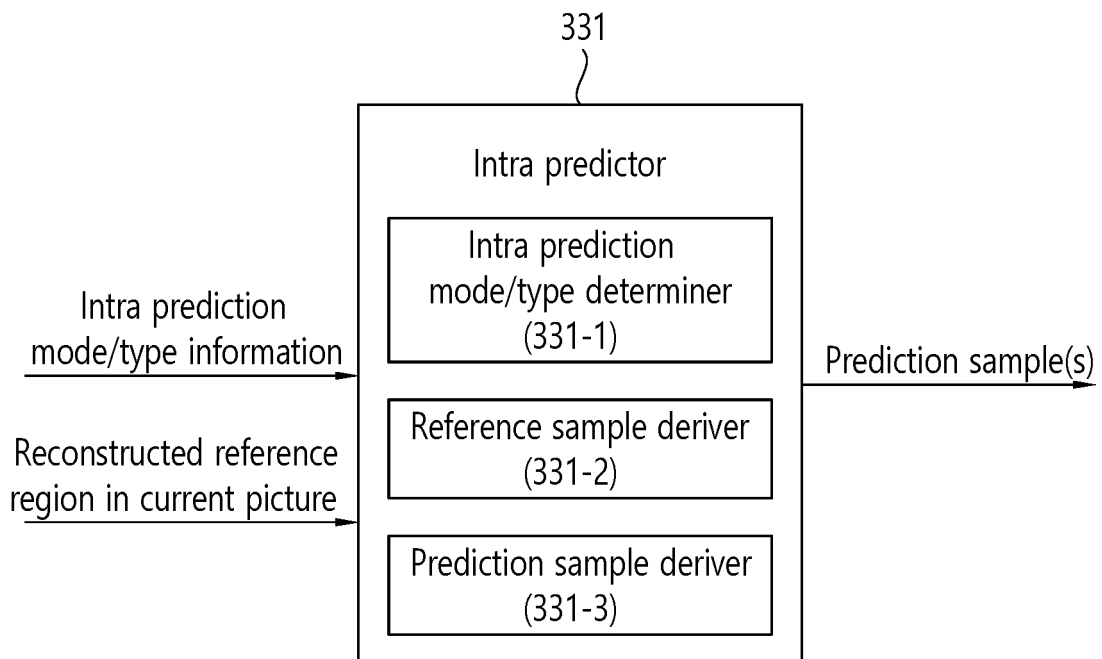 331
Intra predictor
Intra prediction
mode/type determiner
(331-1)
Intra prediction
mode/type information
Prediction sample(s)
Reference sample deriver
(331-2)
Reconstructed reference
region in current picture
Prediction sample deriver
(331-3)